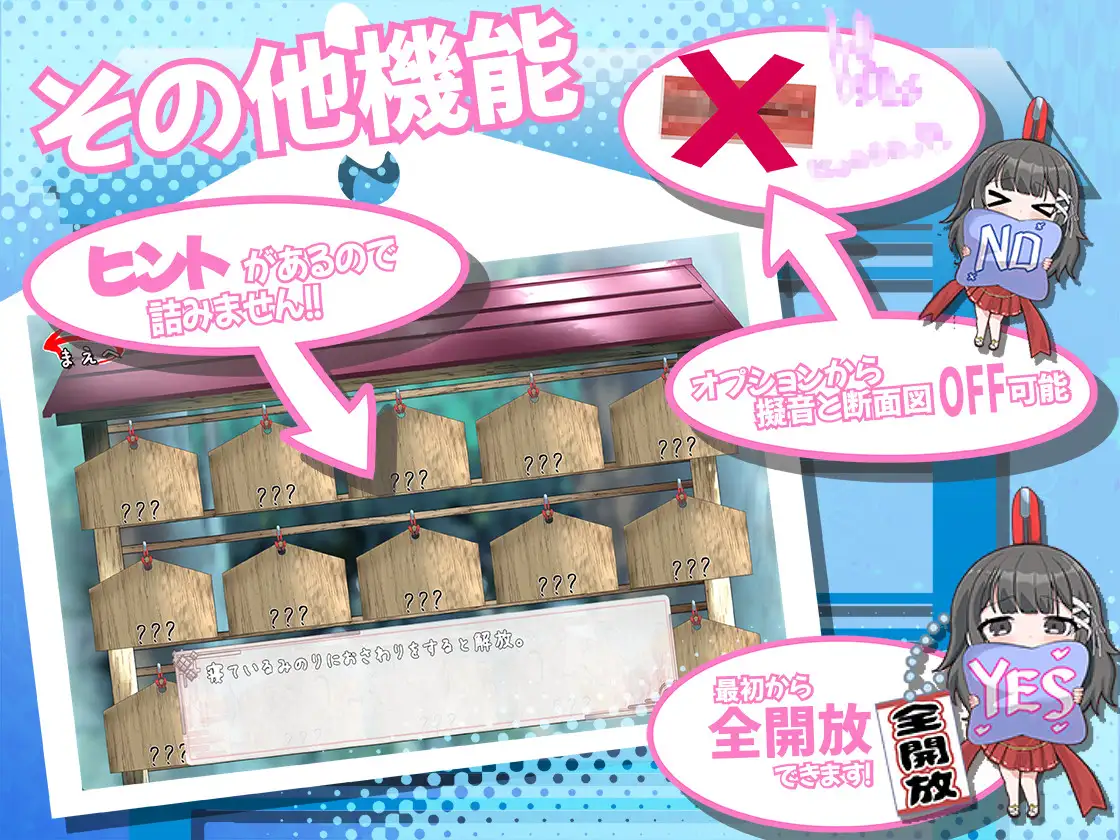 その他機能
ヒントがあるので
詰みません!!
まえへ
NO
オプションから
擬音と断面図OFF可能
???
???
???
???
???
???
???
???
???
???
寝ているみのりにおさわりをすると解放。
???
最初から
全開放
できます!
全開放
YES